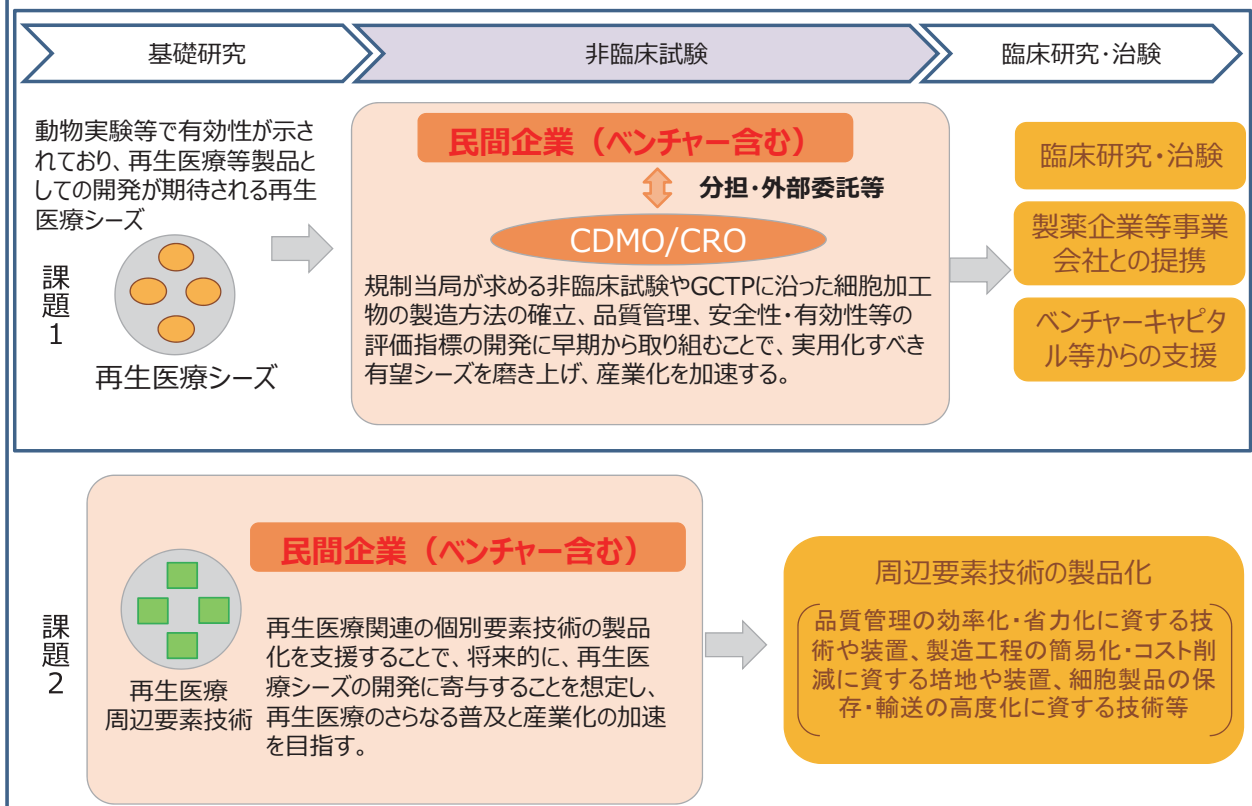 基礎研究
非臨床試験
臨床研究・治験
動物実験等で有効性が示さ
れており、再生医療等製品と
しての開発が期待される再生
医療シーズ
課題1
再生医療シーズ
民間企業（ベンチャー含む）
分担・外部委託等
CDMO/CRO
規制当局が求める非臨床試験やGCTPに沿った細胞加工
物の製造方法の確立、品質管理、安全性・有効性等の
評価指標の開発に早期から取り組むことで、実用化すべき
有望シーズを磨き上げ、産業化を加速する。
臨床研究・治験
製薬企業等事業
会社との提携
ベンチャーキャピタ
ル等からの支援
課題2
再生医療
周辺要素技術
民間企業（ベンチャー含む）
再生医療関連の個別要素技術の製品
化を支援することで、将来的に、再生医
療シーズの開発に寄与することを想定し、
再生医療のさらなる普及と産業化の加速
を目指す。
周辺要素技術の製品化
品質管理の効率化・省力化に資する技
術や装置、製造工程の簡易化・コスト削
減に資する培地や装置、細胞製品の保
存・輸送の高度化に資する技術等